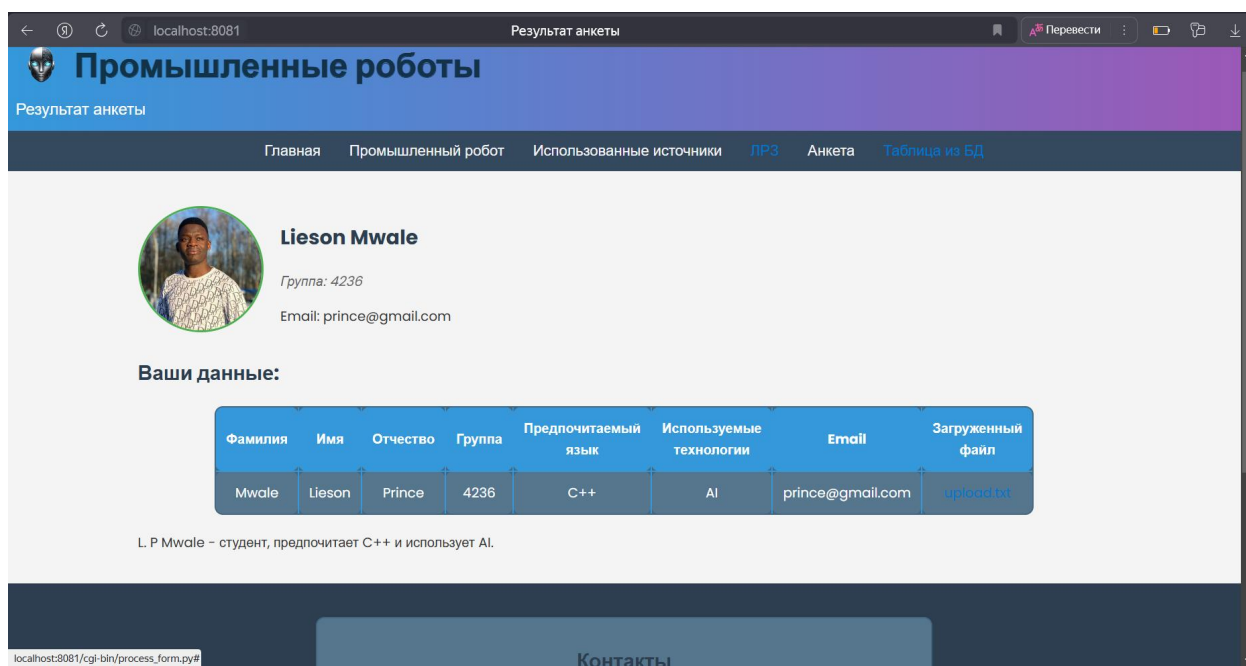 localhost:8081 Результат анкеты Перевести
Промышленные роботы
Результат анкеты
Главная Промышленный робот Использованные источники ЛР3 Анкета Таблица из БД
Lieson Mwale
Группа: 4236
Email: prince@gmail.com
Ваши данные:
Фамилия Имя Отчество Группа Предпочитаемый язык Используемые технологии Email Загруженный файл
Mwale Lieson Prince 4236 C++ AI prince@gmail.com upload.txt
L. P Mwale - студент, предпочитает C++ и использует AI.
Контакты
localhost:8081/cgi-bin/process_form.py#